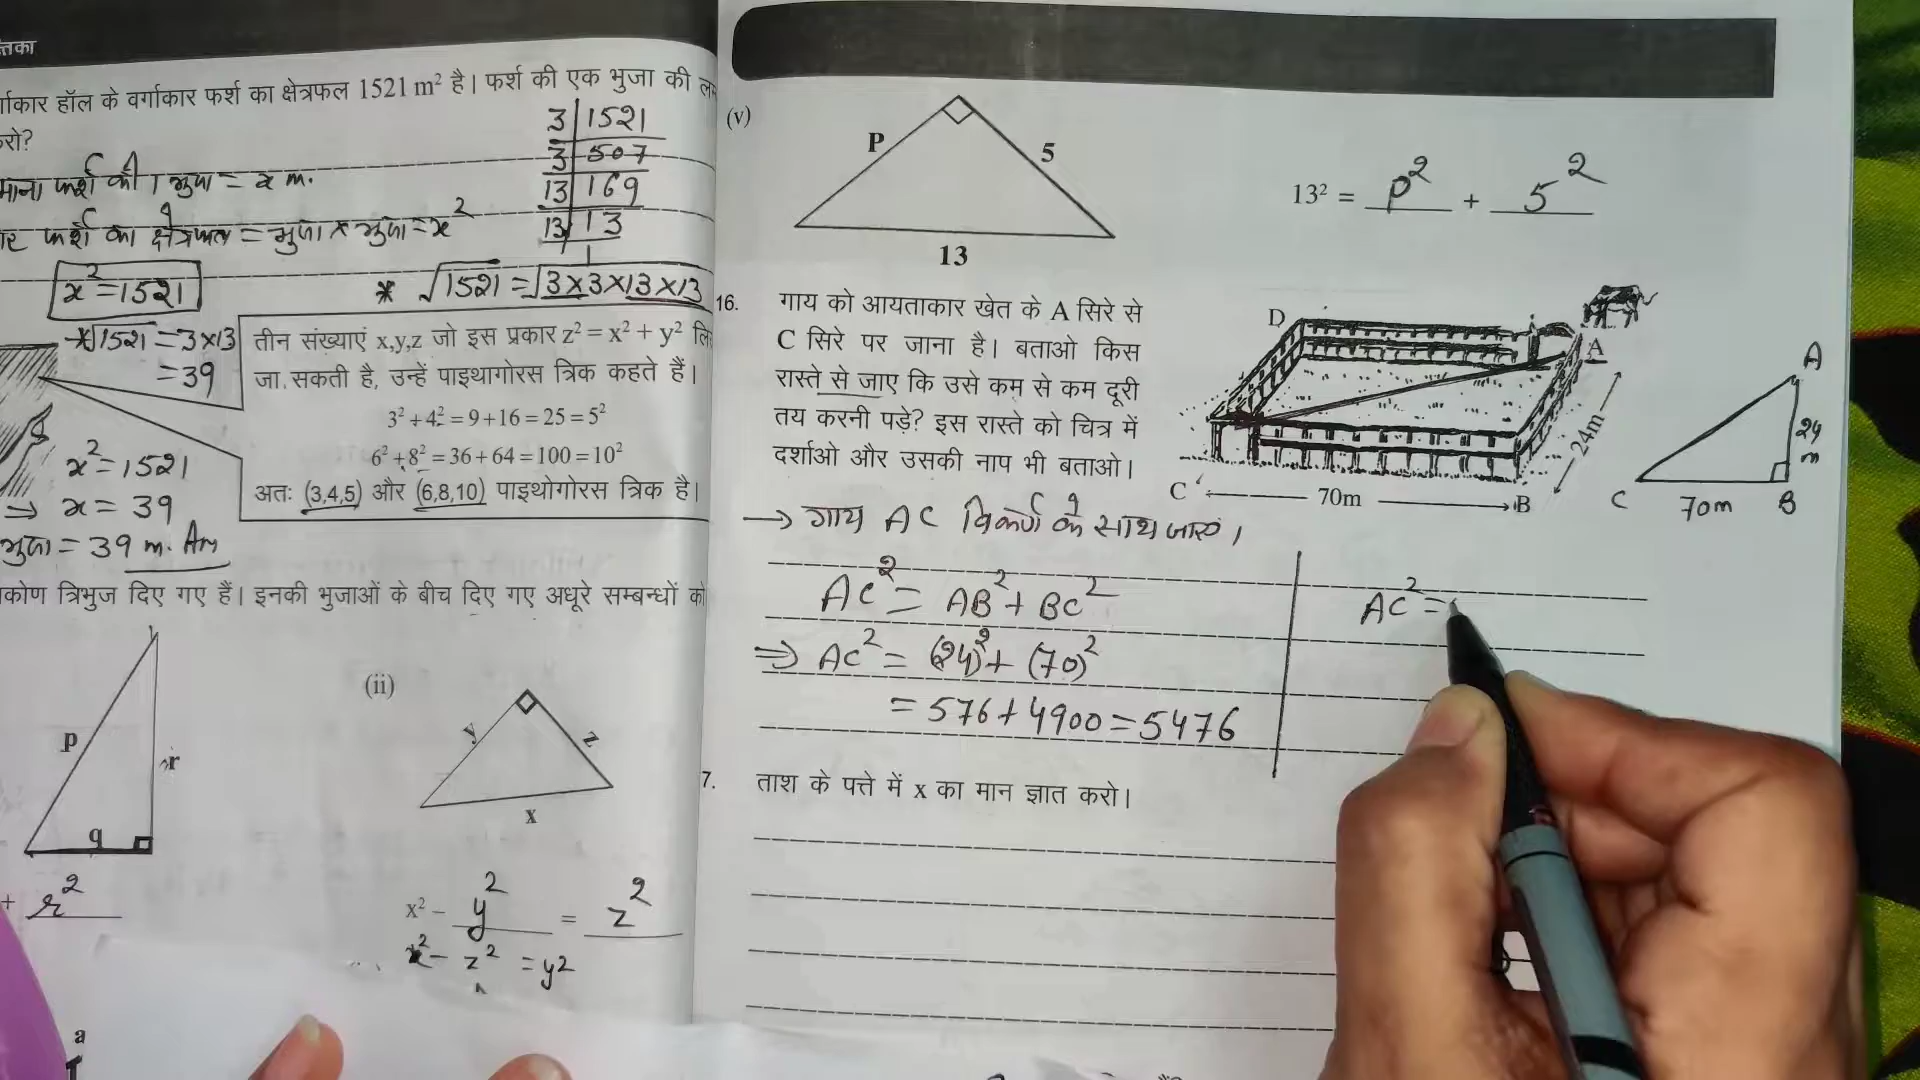 र्गाकार हॉल के वर्गाकार फर्श का क्षेत्रफल 1521 m² है। फर्श की एक भुजा की
माना फर्श की 1 भुजा = x m.
फर्श का क्षेत्रफल = भुजा × भुजा = x²
x² = 1521
3 | 1521
3 | 507
13 | 169
13 | 13
1
* √1521 = √3×3×13×13
*√1521 = 3×13
= 39
x² = 1521
⇒ x = 39
भुजा = 39 m. Ans
तीन संख्याएं x,y,z जो इस प्रकार z² = x² + y² लि
जा सकती है, उन्हें पाइथागोरस त्रिक कहते हैं।
3² + 4² = 9 + 16 = 25 = 5²
6² + 8² = 36 + 64 = 100 = 10²
अतः (3,4,5) और (6,8,10) पाइथोगोरस त्रिक है।
कोण त्रिभुज दिए गए हैं। इनकी भुजाओं के बीच दिए गए अधूरे सम्बन्धों को
p
r
q
+ r²
(ii)
y
z
x
x² – y² = z²
x² – z² = y²
a
(v)
P
5
13
13² = p² + 5²
16. गाय को आयताकार खेत के A सिरे से
C सिरे पर जाना है। बताओ किस
रास्ते से जाए कि उसे कम से कम दूरी
तय करनी पड़े? इस रास्ते को चित्र में
दर्शाओ और उसकी नाप भी बताओ।
D
A
24m
C
70m
B
A
24
m
C
70m
B
→ गाय AC विकर्ण के साथ जाए।
AC² = AB² + BC²
⇒ AC² = (24)² + (70)²
= 576 + 4900 = 5476
AC² =
7. ताश के पत्ते में x का मान ज्ञात करो।